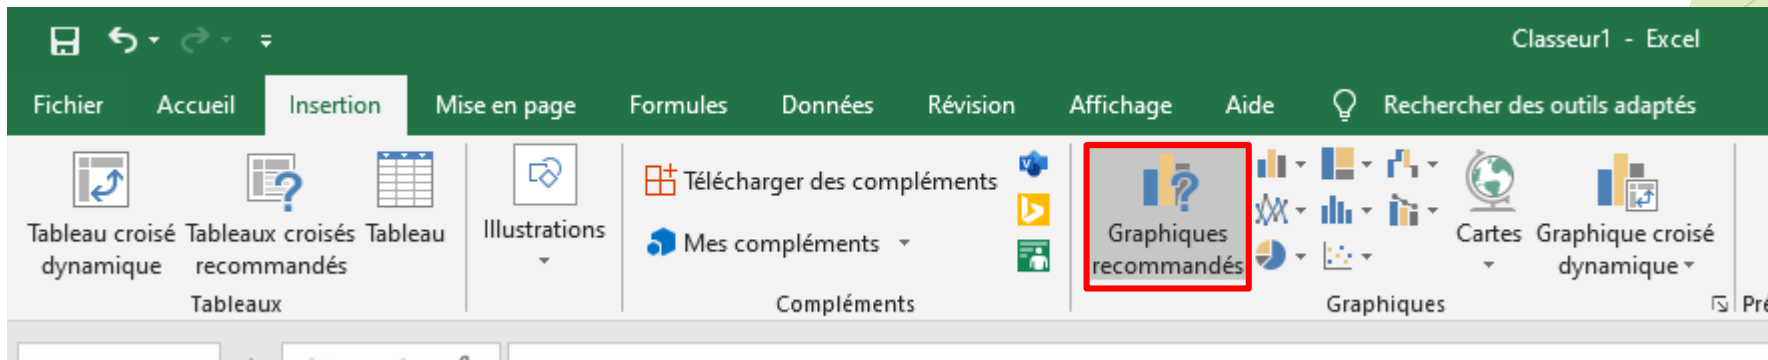 Classeur1 - Excel
Fichier Accueil Insertion Mise en page Formules Données Révision Affichage Aide Rechercher des outils adaptés
Tableau croisé dynamique
Tableaux croisés recommandés
Tableau
Illustrations
Télécharger des compléments
Mes compléments
Graphiques
recommandés
Cartes
Graphique croisé
dynamique
Tableaux
Compléments
Graphiques